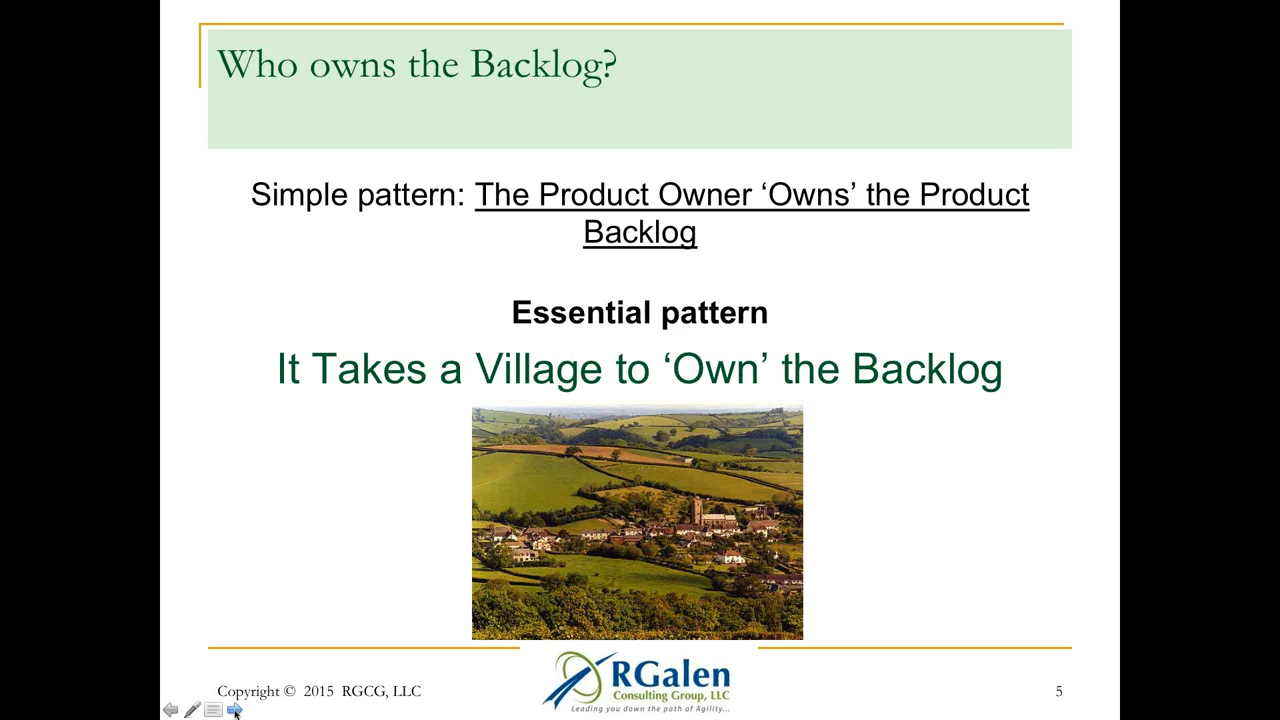 Who owns the Backlog?
Simple pattern: The Product Owner ‘Owns’ the Product
Backlog
Essential pattern
It Takes a Village to ‘Own’ the Backlog
RGalen
Consulting Group, LLC
Leading you down the path of Agility...
Copyright © 2015 RGCG, LLC
5